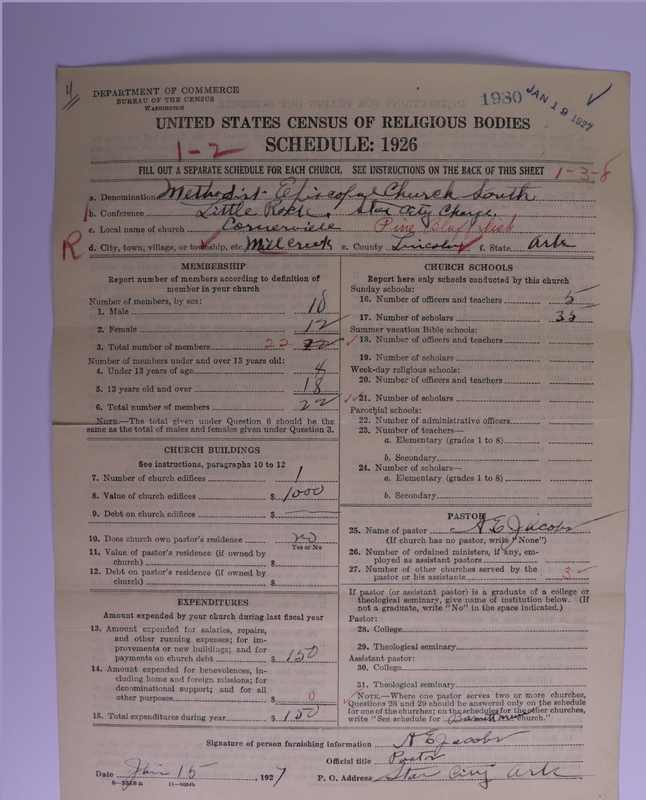 4
DEPARTMENT OF COMMERCE
BUREAU OF THE CENSUS
WASHINGTON
1980 JAN 19 1927
UNITED STATES CENSUS OF RELIGIOUS BODIES
SCHEDULE: 1926
1-2
FILL OUT A SEPARATE SCHEDULE FOR EACH CHURCH. SEE INSTRUCTIONS ON THE BACK OF THIS SHEET
1-3-8
a. Denomination Methodist Episcopal Church South
b. Conference Little Rock. Star City Charge.
c. Local name of church Cornerville Pine Bluff Disk
R d. City, town, village, or township, etc. Mill Creek e. County Lincoln f. State Ark
MEMBERSHIP
Report number of members according to definition of
member in your church
Number of members, by sex:
1. Male 10
2. Female 12
3. Total number of members 22 22
Number of members under and over 13 years old:
4. Under 13 years of age 4
5. 13 years old and over 18
6. Total number of members 22
NOTE.—The total given under Question 6 should be the
same as the total of males and females given under Question 3.
CHURCH BUILDINGS
See instructions, paragraphs 10 to 12
7. Number of church edifices 1
8. Value of church edifices $ 1000
9. Debt on church edifices $
10. Does church own pastor's residence? no
Yes or No
11. Value of pastor's residence (if owned by
church) $
12. Debt on pastor's residence (if owned by
church) $
EXPENDITURES
Amount expended by your church during last fiscal year
13. Amount expended for salaries, repairs,
and other running expenses; for im-
provements or new buildings; and for
payments on church debt $ 150
14. Amount expended for benevolences, in-
cluding home and foreign missions; for
denominational support; and for all
other purposes $ 0
15. Total expenditures during year $ 150
CHURCH SCHOOLS
Report here only schools conducted by this church
Sunday schools:
16. Number of officers and teachers 5
17. Number of scholars 35
Summer vacation Bible schools:
18. Number of officers and teachers
19. Number of scholars
Week-day religious schools:
20. Number of officers and teachers
21. Number of scholars
Parochial schools:
22. Number of administrative officers
23. Number of teachers—
a. Elementary (grades 1 to 8)
b. Secondary
24. Number of scholars—
a. Elementary (grades 1 to 8)
b. Secondary
PASTOR
25. Name of pastor A E Jacobs
(If church has no pastor, write "None")
26. Number of ordained ministers, if any, em-
ployed as assistant pastors
27. Number of other churches served by the
pastor or his assistants 3
If pastor (or assistant pastor) is a graduate of a college or
theological seminary, give name of institution below. (If
not a graduate, write "No" in the space indicated.)
Pastor:
28. College
29. Theological seminary
Assistant pastor:
30. College
31. Theological seminary
NOTE.—Where one pastor serves two or more churches,
Questions 28 and 29 should be answered only on the schedule
for one of the churches; on the schedules for the other churches,
write "See schedule for church."
Signature of person furnishing information A E Jacobs
Official title Pastor
Date Jan 15, 1927 P. O. Address Star City Ark